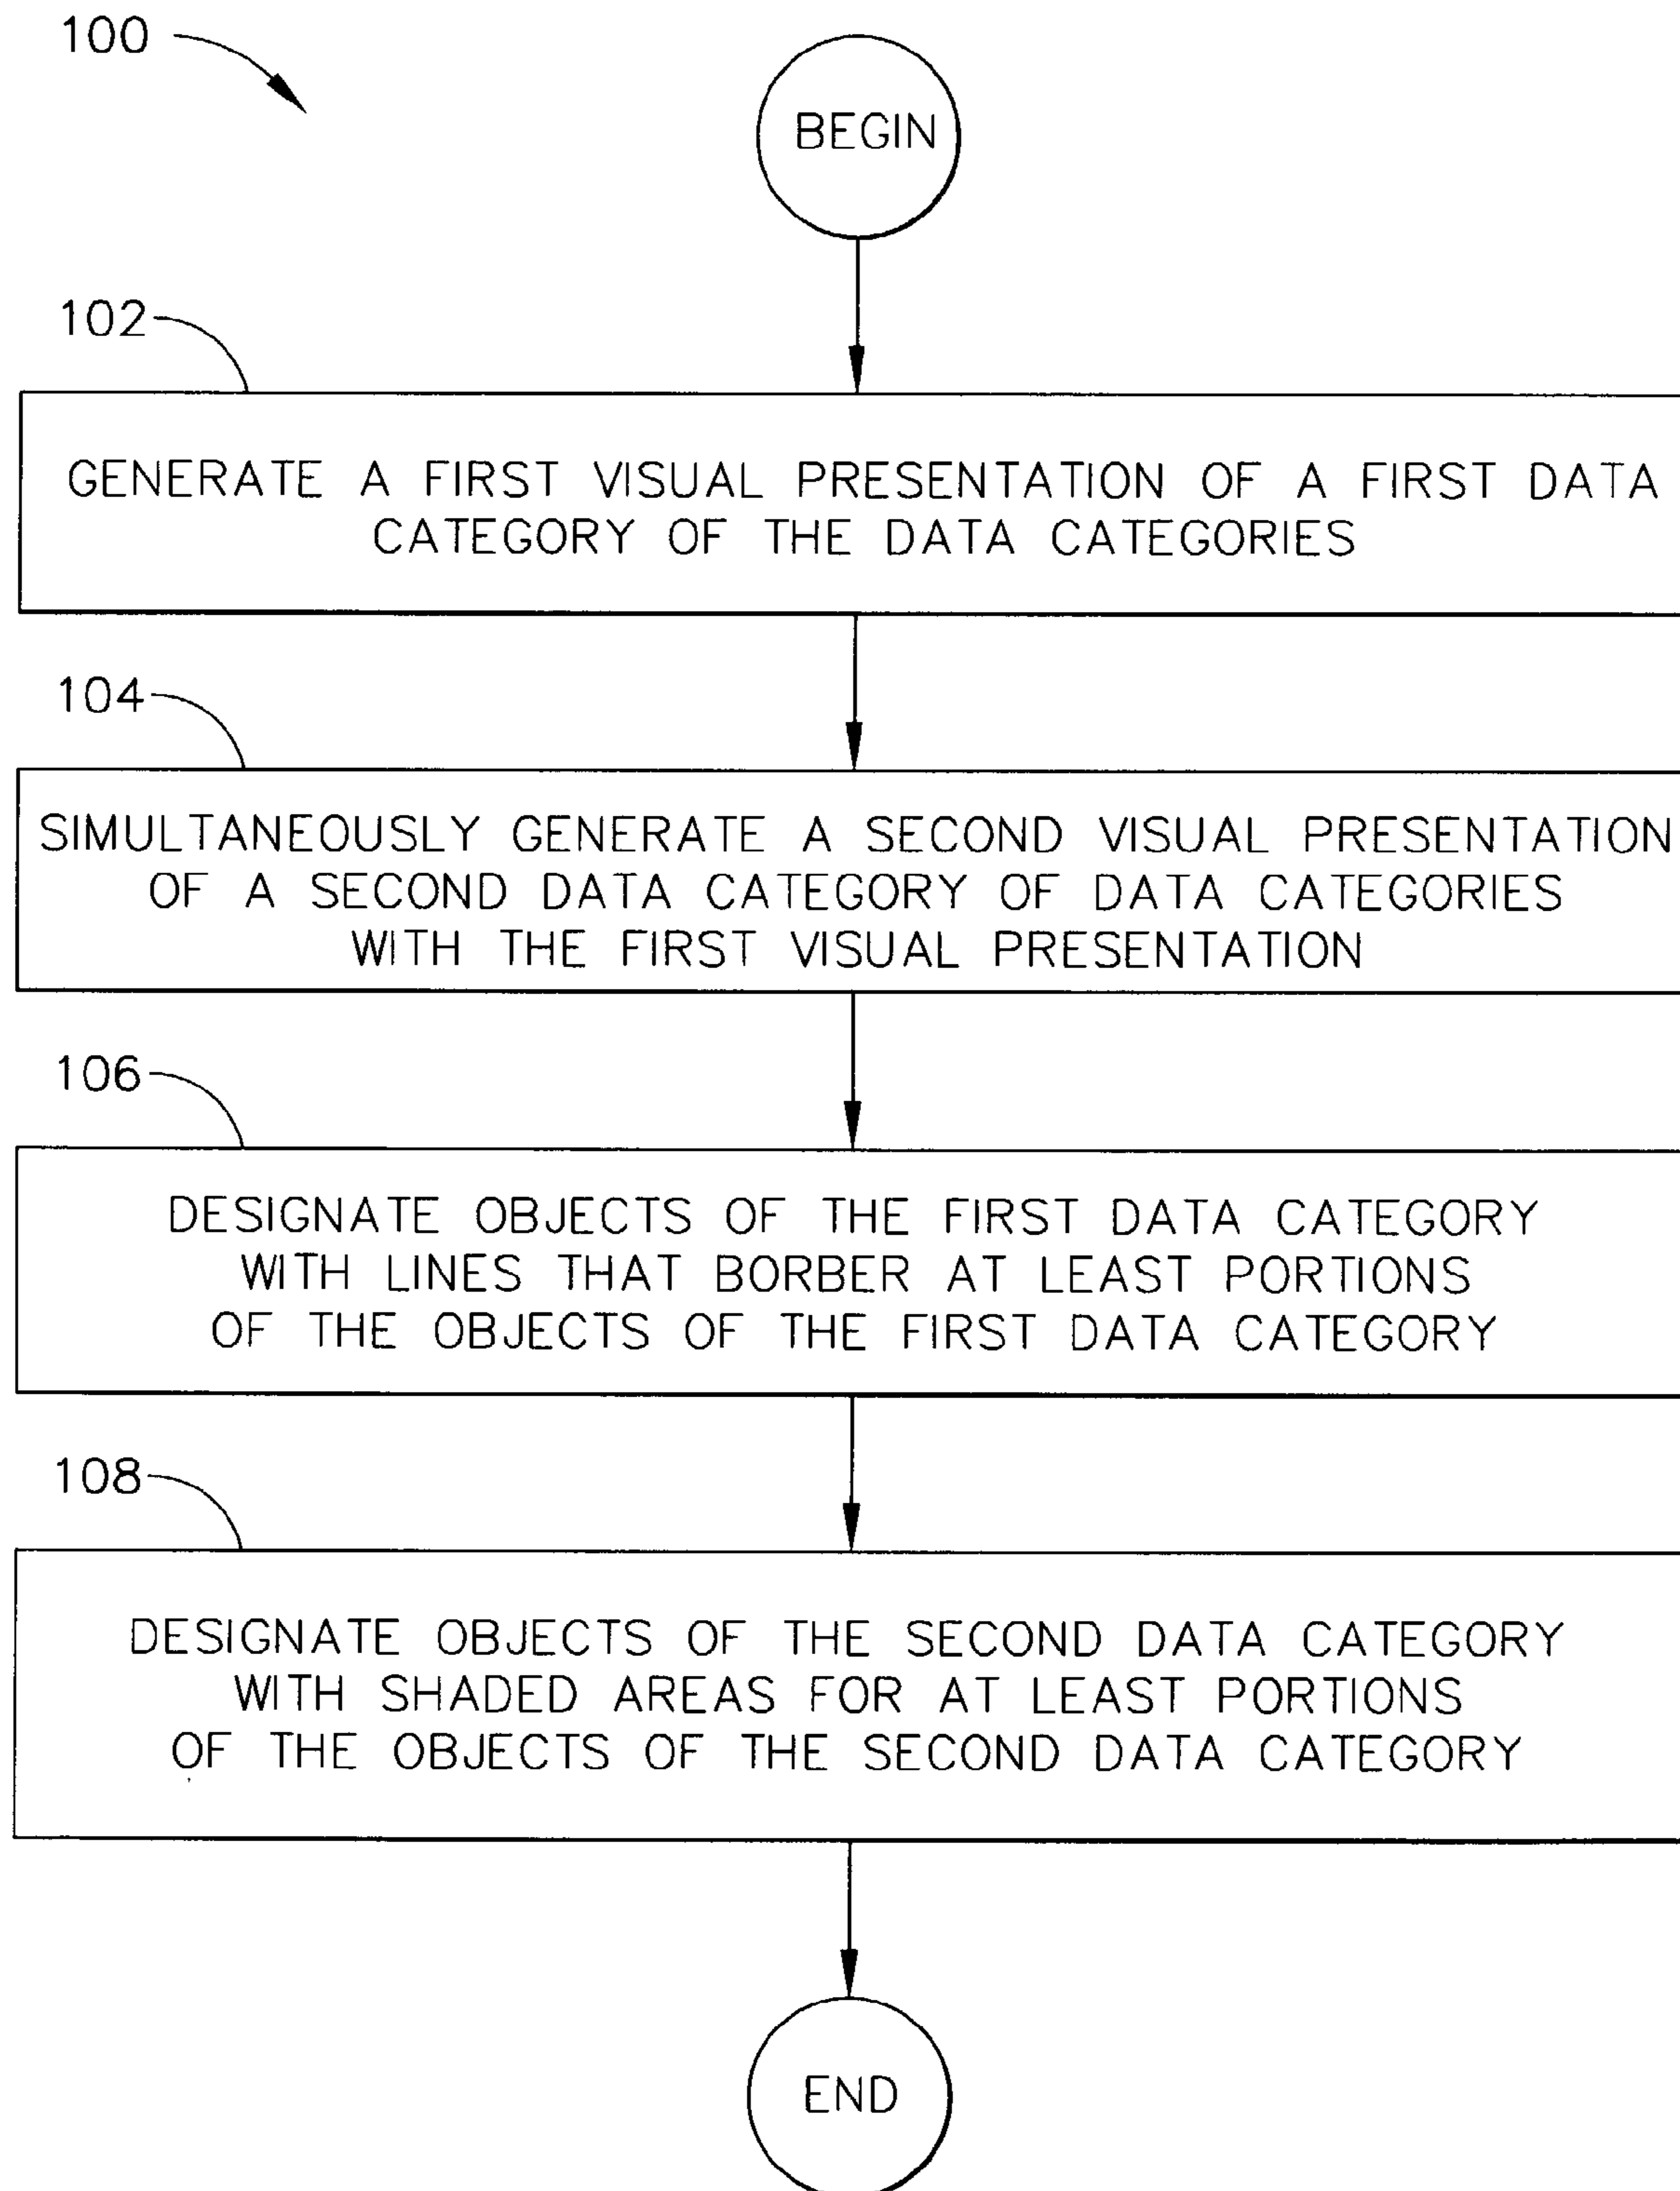 100
BEGIN
102
GENERATE A FIRST VISUAL PRESENTATION OF A FIRST DATA
CATEGORY OF THE DATA CATEGORIES
104
SIMULTANEOUSLY GENERATE A SECOND VISUAL PRESENTATION
OF A SECOND DATA CATEGORY OF DATA CATEGORIES
WITH THE FIRST VISUAL PRESENTATION
106
DESIGNATE OBJECTS OF THE FIRST DATA CATEGORY
WITH LINES THAT BORBER AT LEAST PORTIONS
OF THE OBJECTS OF THE FIRST DATA CATEGORY
108
DESIGNATE OBJECTS OF THE SECOND DATA CATEGORY
WITH SHADED AREAS FOR AT LEAST PORTIONS
OF THE OBJECTS OF THE SECOND DATA CATEGORY
END